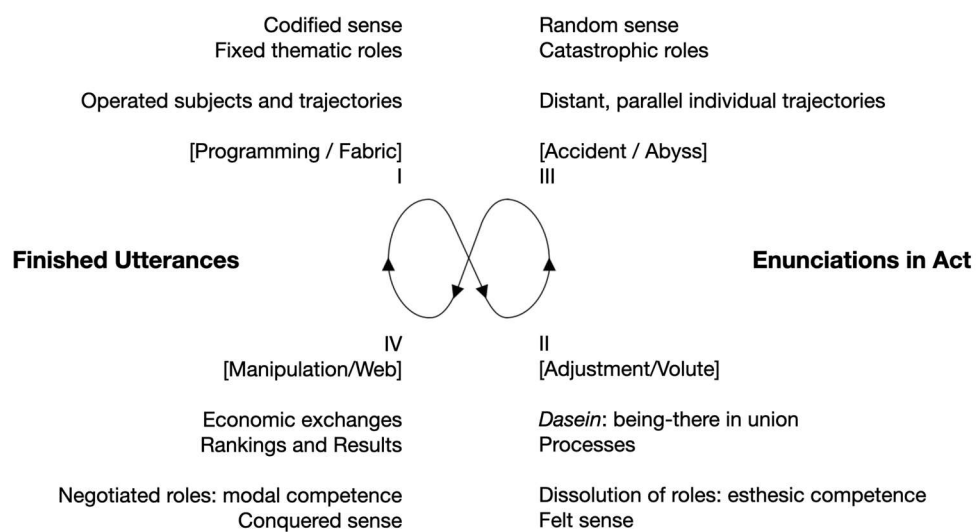 Codified sense
Fixed thematic roles
Operated subjects and trajectories
[Programming / Fabric]
I
Random sense
Catastrophic roles
Distant, parallel individual trajectories
[Accident / Abyss]
III
Finished Utterances
Enunciations in Act
IV
[Manipulation/Web]
Economic exchanges
Rankings and Results
Negotiated roles: modal competence
Conquered sense
II
[Adjustment/Volute]
Dasein: being-there in union
Processes
Dissolution of roles: esthesic competence
Felt sense